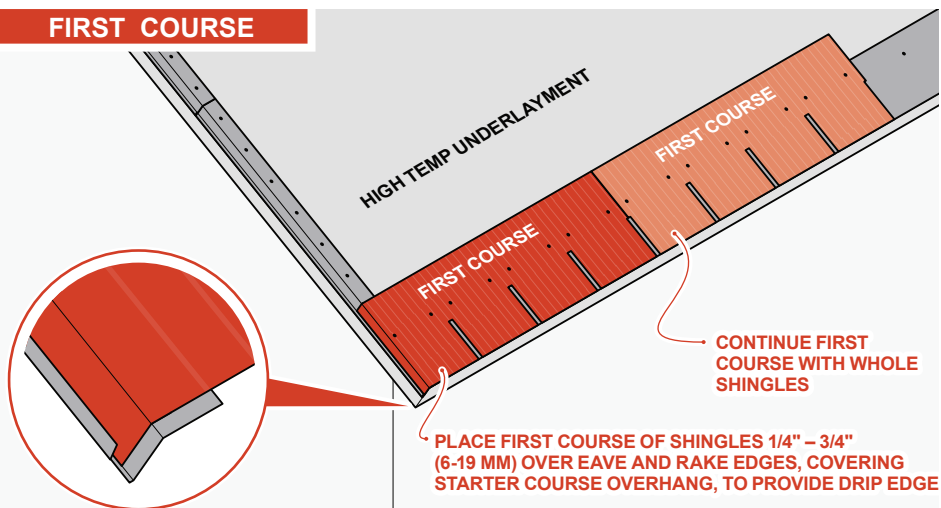 FIRST COURSE
HIGH TEMP UNDERLAYMENT
FIRST COURSE
FIRST COURSE
CONTINUE FIRST
COURSE WITH WHOLE
SHINGLES
PLACE FIRST COURSE OF SHINGLES 1/4" – 3/4"
(6-19 MM) OVER EAVE AND RAKE EDGES, COVERING
STARTER COURSE OVERHANG, TO PROVIDE DRIP EDGE